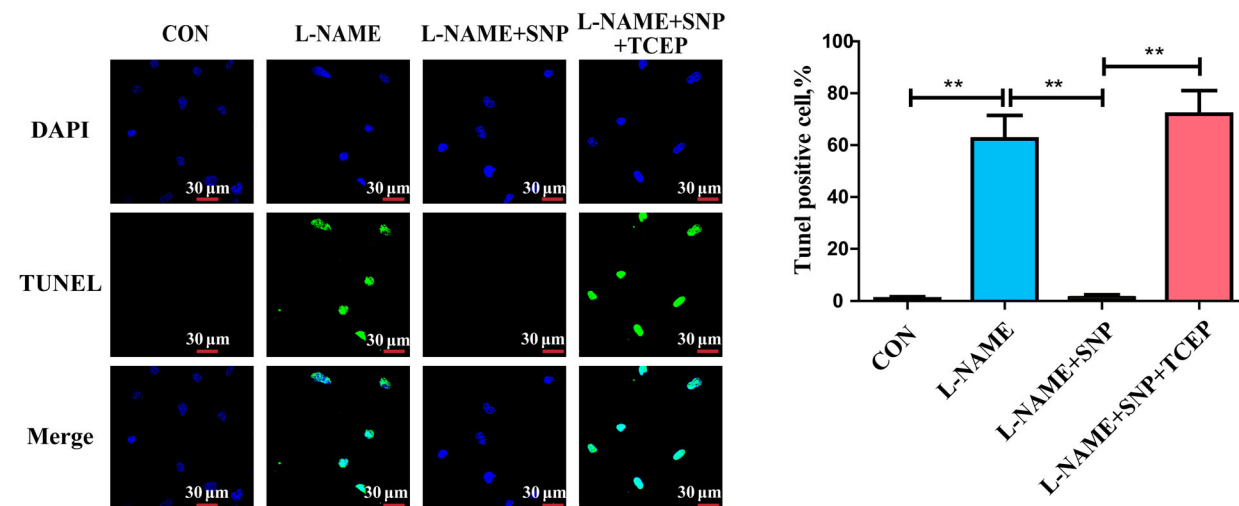 CON
L-NAME
L-NAME+SNP
L-NAME+SNP
+TCEP
DAPI
30 µm
30 µm
30 µm
30 µm
TUNEL
30 µm
30 µm
30 µm
30 µm
Merge
30 µm
30 µm
30 µm
30 µm
Tunel positive cell,%
100
80
60
40
20
0
**
**
**
CON
L-NAME
L-NAME+SNP
L-NAME+SNP+TCEP